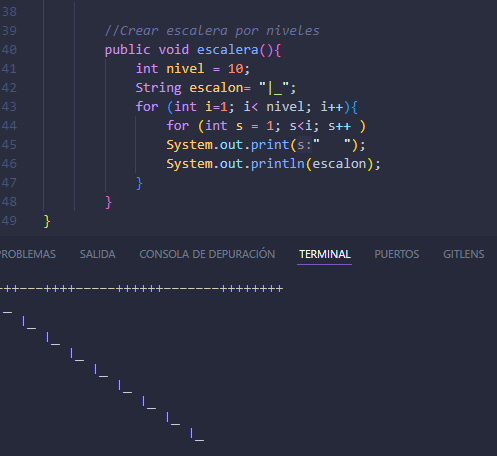 38
39 //Crear escalera por niveles
40 public void escalera(){
41 int nivel = 10;
42 String escalon= "|_";
43 for (int i=1; i< nivel; i++){
44 for (int s = 1; s<i; s++ )
45 System.out.print(s:"   ");
46 System.out.println(escalon);
47 }
48 }
49 }
PROBLEMAS SALIDA CONSOLA DE DEPURACIÓN TERMINAL PUERTOS GITLENS
-++---++++-----++++++-------++++++++
_
   |_
      |_
         |_
            |_
               |_
                  |_
                     |_
                        |_